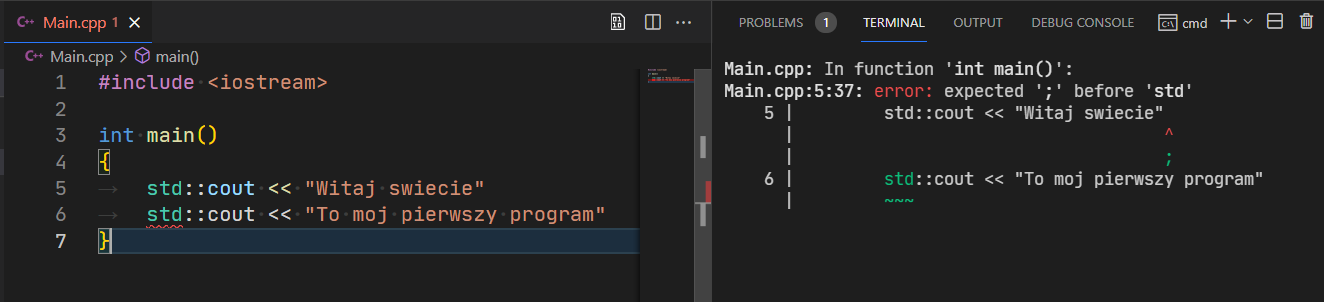 C++ Main.cpp 1
C++ Main.cpp > main()
1 #include <iostream>
2
3 int main()
4 {
5 std::cout << "Witaj swiecie"
6 std::cout << "To moj pierwszy program"
7 }
PROBLEMS 1 TERMINAL OUTPUT DEBUG CONSOLE cmd
Main.cpp: In function 'int main()':
Main.cpp:5:37: error: expected ';' before 'std'
5 | std::cout << "Witaj swiecie"
| ^
| ;
6 | std::cout << "To moj pierwszy program"
| ~~~